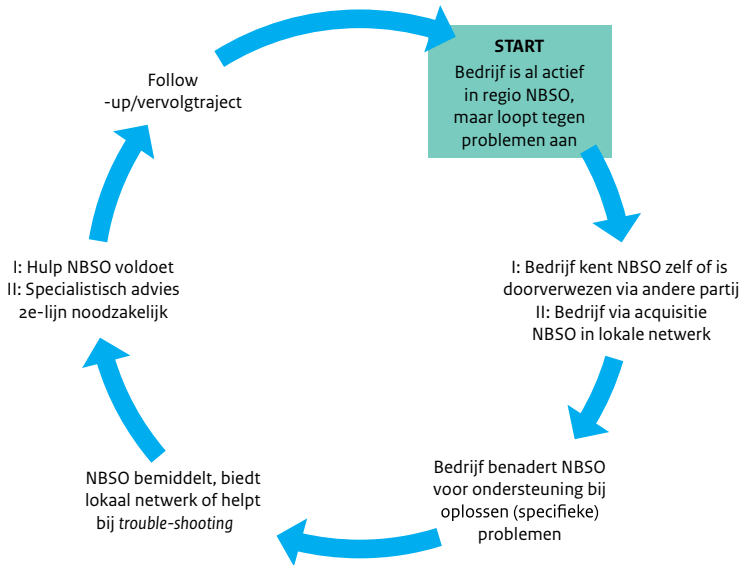 START
Bedrijf is al actief
in regio NBSO,
maar loopt tegen
problemen aan
I: Bedrijf kent NBSO zelf of is
doorverwezen via andere partij
II: Bedrijf via acquisitie
NBSO in lokale netwerk
Bedrijf benadert NBSO
voor ondersteuning bij
oplossen (specifieke)
problemen
NBSO bemiddelt, biedt
lokaal netwerk of helpt
bij trouble-shooting
I: Hulp NBSO voldoet
II: Specialistisch advies
2e-lijn noodzakelijk
Follow
-up/vervolgtraject